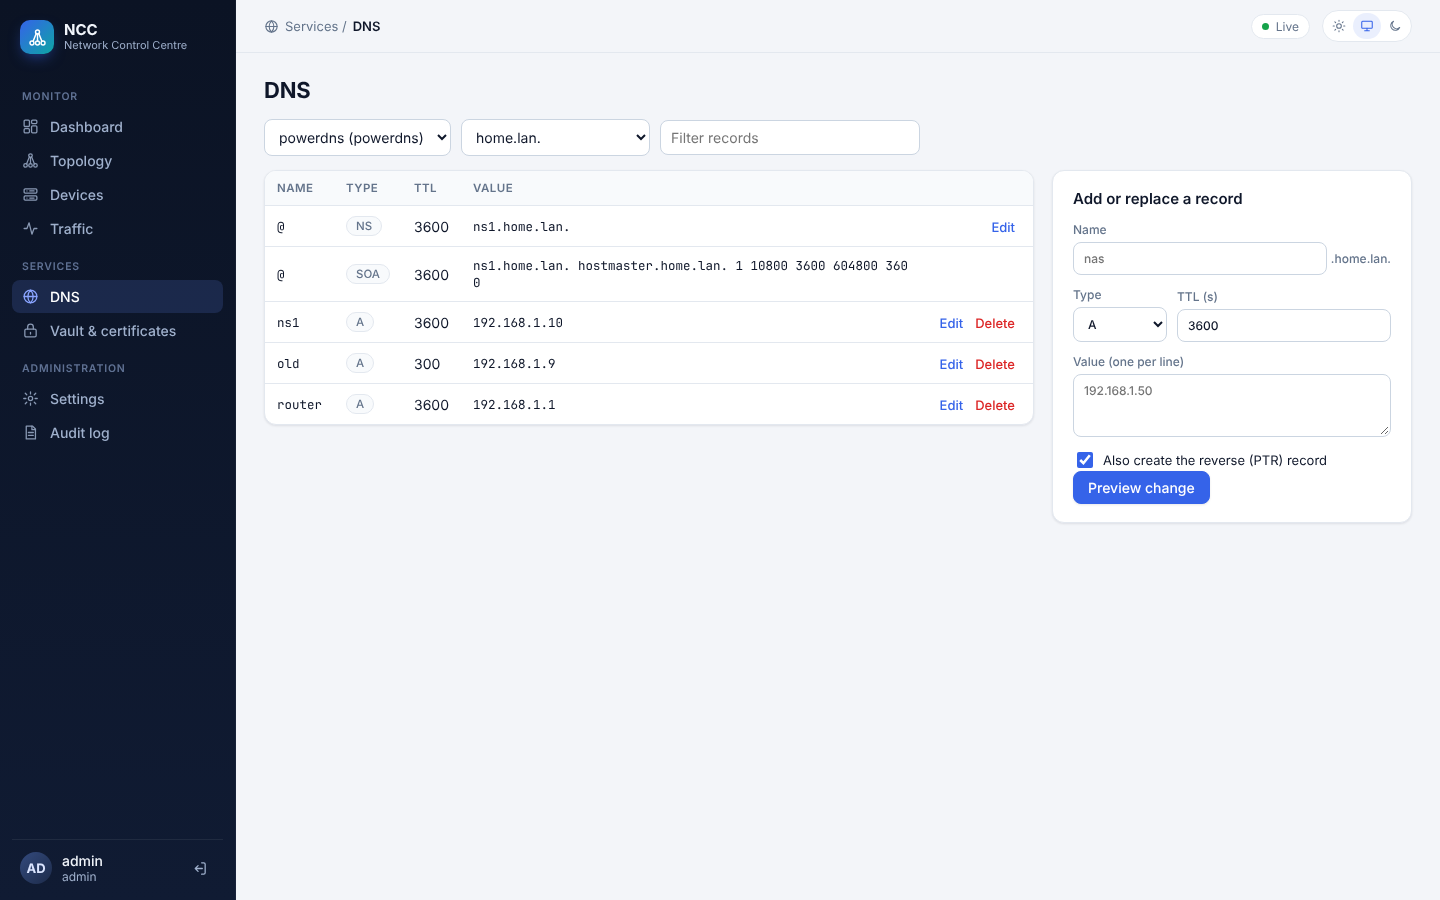 NCC
Network Control Centre
MONITOR
Dashboard
Topology
Devices
Traffic
SERVICES
DNS
Vault & certificates
ADMINISTRATION
Settings
Audit log
AD
admin
admin
Services / DNS
Live
DNS
powerdns (powerdns)
home.lan.
Filter records
NAME TYPE TTL VALUE
@ NS 3600 ns1.home.lan. Edit
@ SOA 3600 ns1.home.lan. hostmaster.home.lan. 1 10800 3600 604800 360
0
ns1 A 3600 192.168.1.10 Edit Delete
old A 300 192.168.1.9 Edit Delete
router A 3600 192.168.1.1 Edit Delete
Add or replace a record
Name
nas .home.lan.
Type TTL (s)
A 3600
Value (one per line)
192.168.1.50
Also create the reverse (PTR) record
Preview change